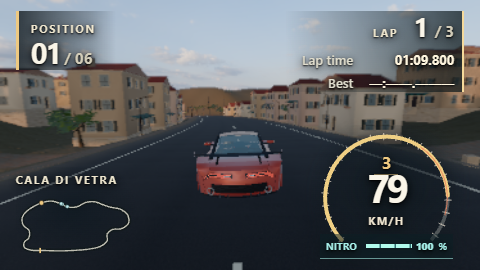 POSITION
01 / 06
LAP 1 / 3
Lap time 01:09.800
Best --:--.---
CALA DI VETRA
3
79
KM/H
NITRO 100 %